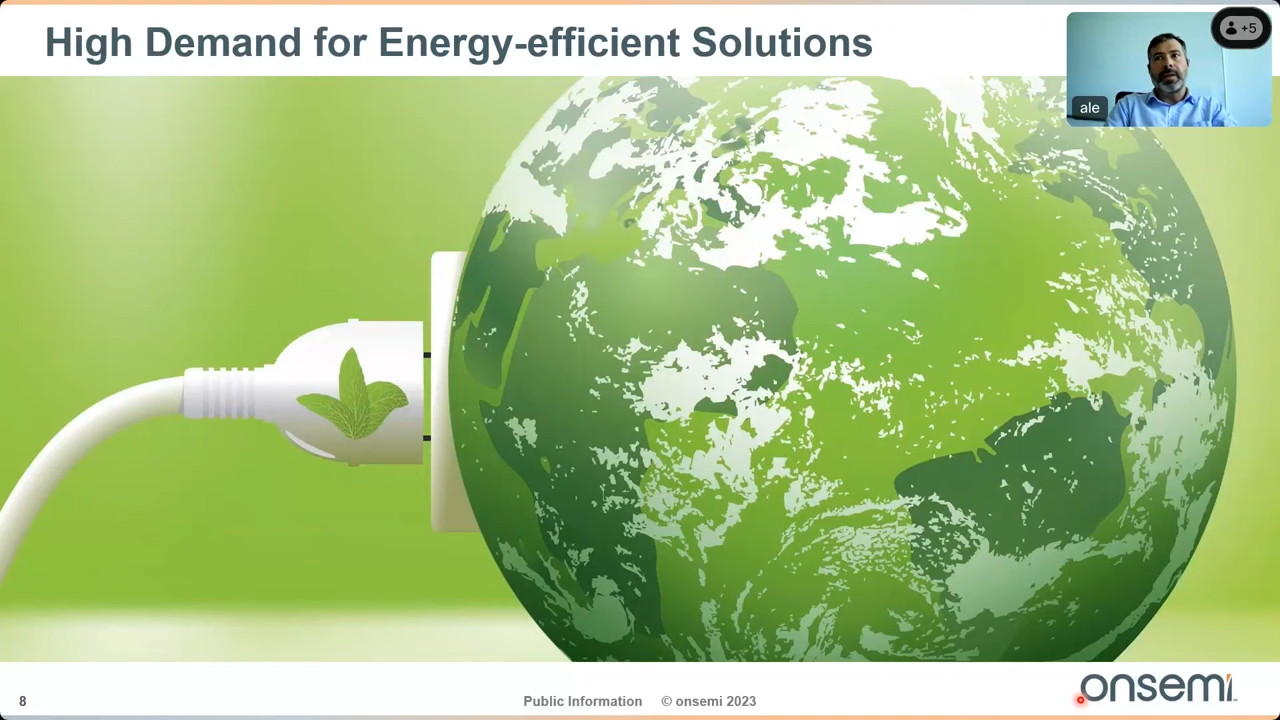 High Demand for Energy-efficient Solutions
+5
ale
8
Public Information © onsemi 2023
onsemi